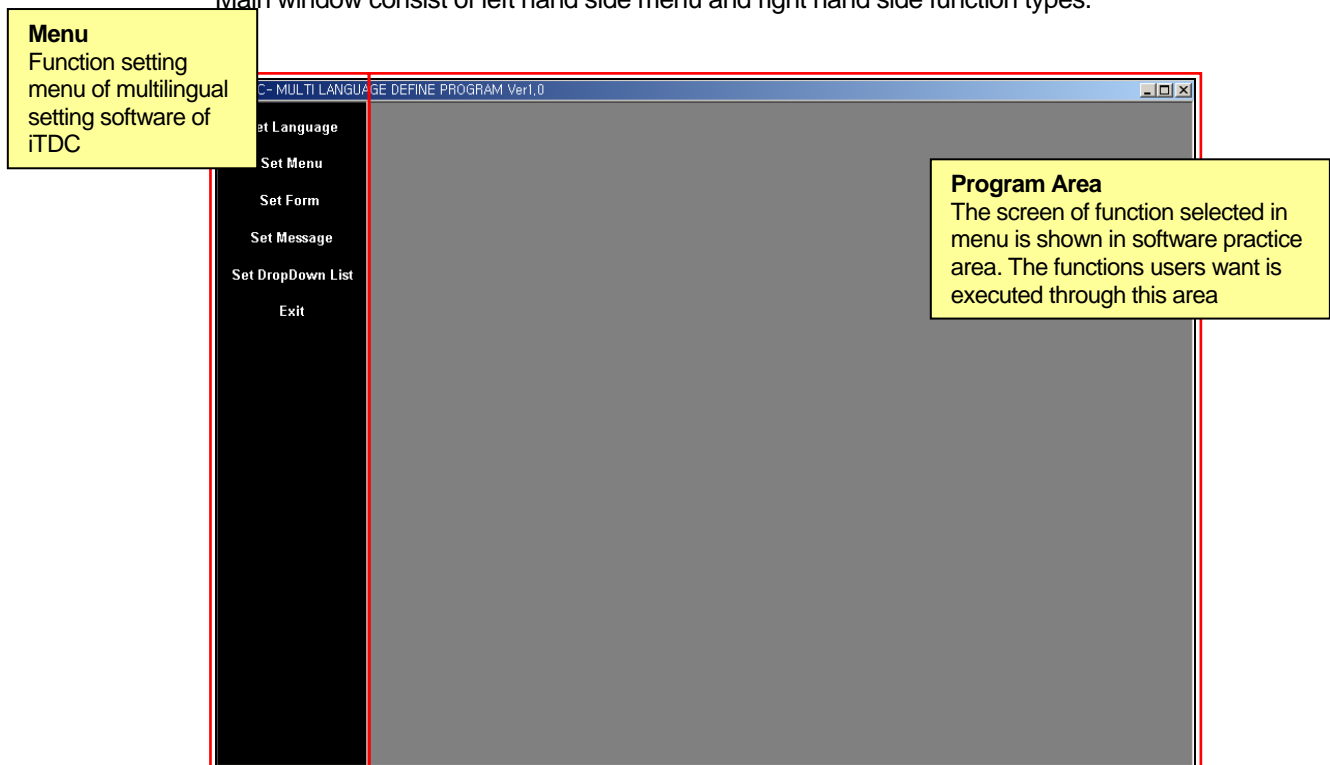 Main window consist of left hand side menu and right hand side function types.
Menu
Function setting
menu of multilingual
setting software of
iTDC
C- MULTI LANGUAGE DEFINE PROGRAM Ver1,0
et Language
Set Menu
Set Form
Set Message
Set DropDown List
Exit
Program Area
The screen of function selected in
menu is shown in software practice
area. The functions users want is
executed through this area